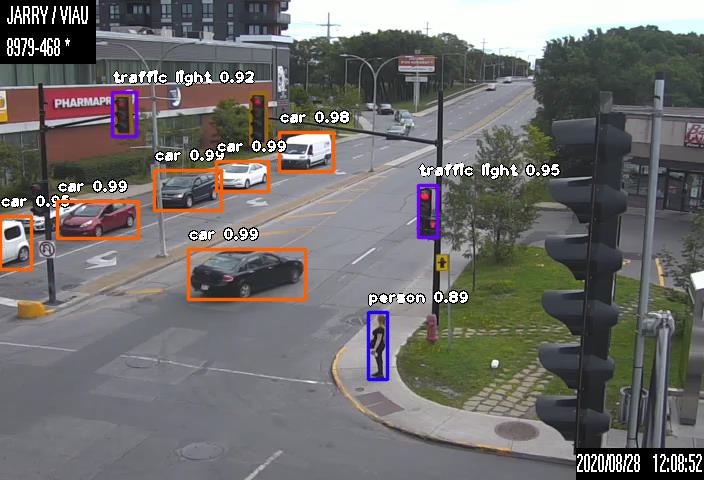 JARRY / VIAU
8979-468 *
traffic light 0.92
PHARMAPR
car 0.98
car 0.99
car 0.99
traffic light 0.95
car 0.99
car 0.95
car 0.99
person 0.89
2020/08/28 12:08:52